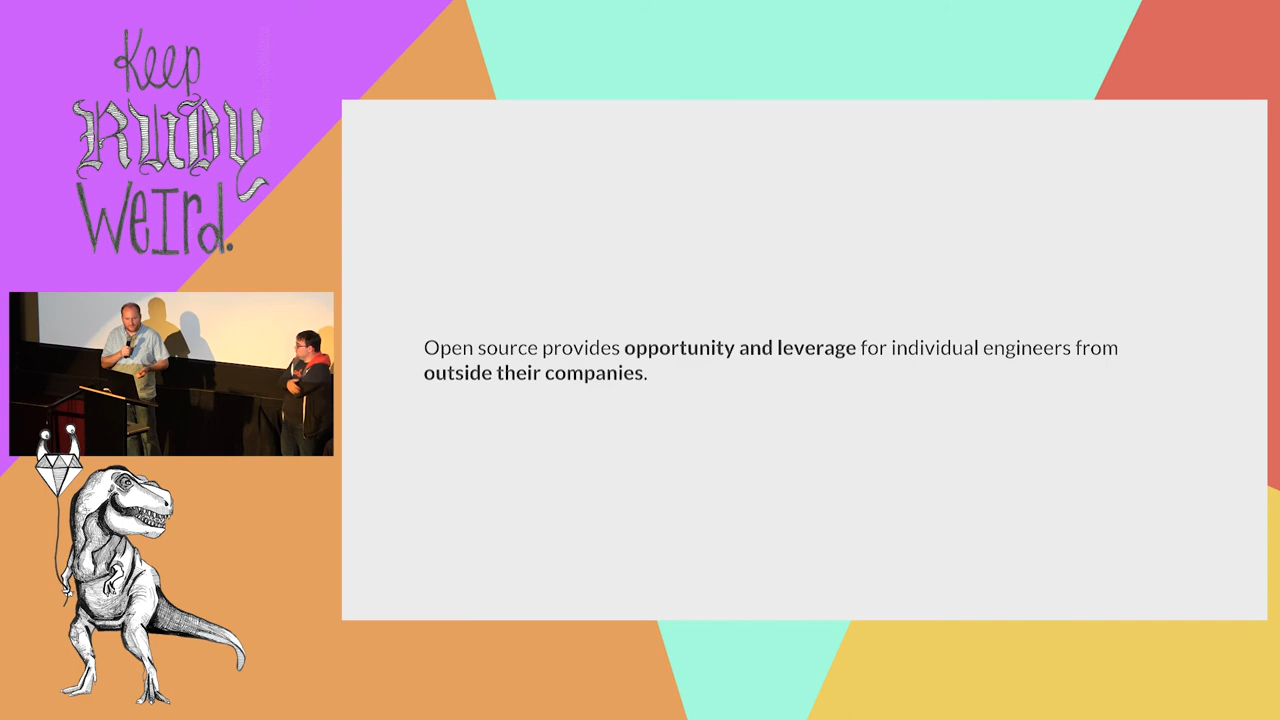 Keep
RUBY
WeIrd.
Open source provides opportunity and leverage for individual engineers from
outside their companies.